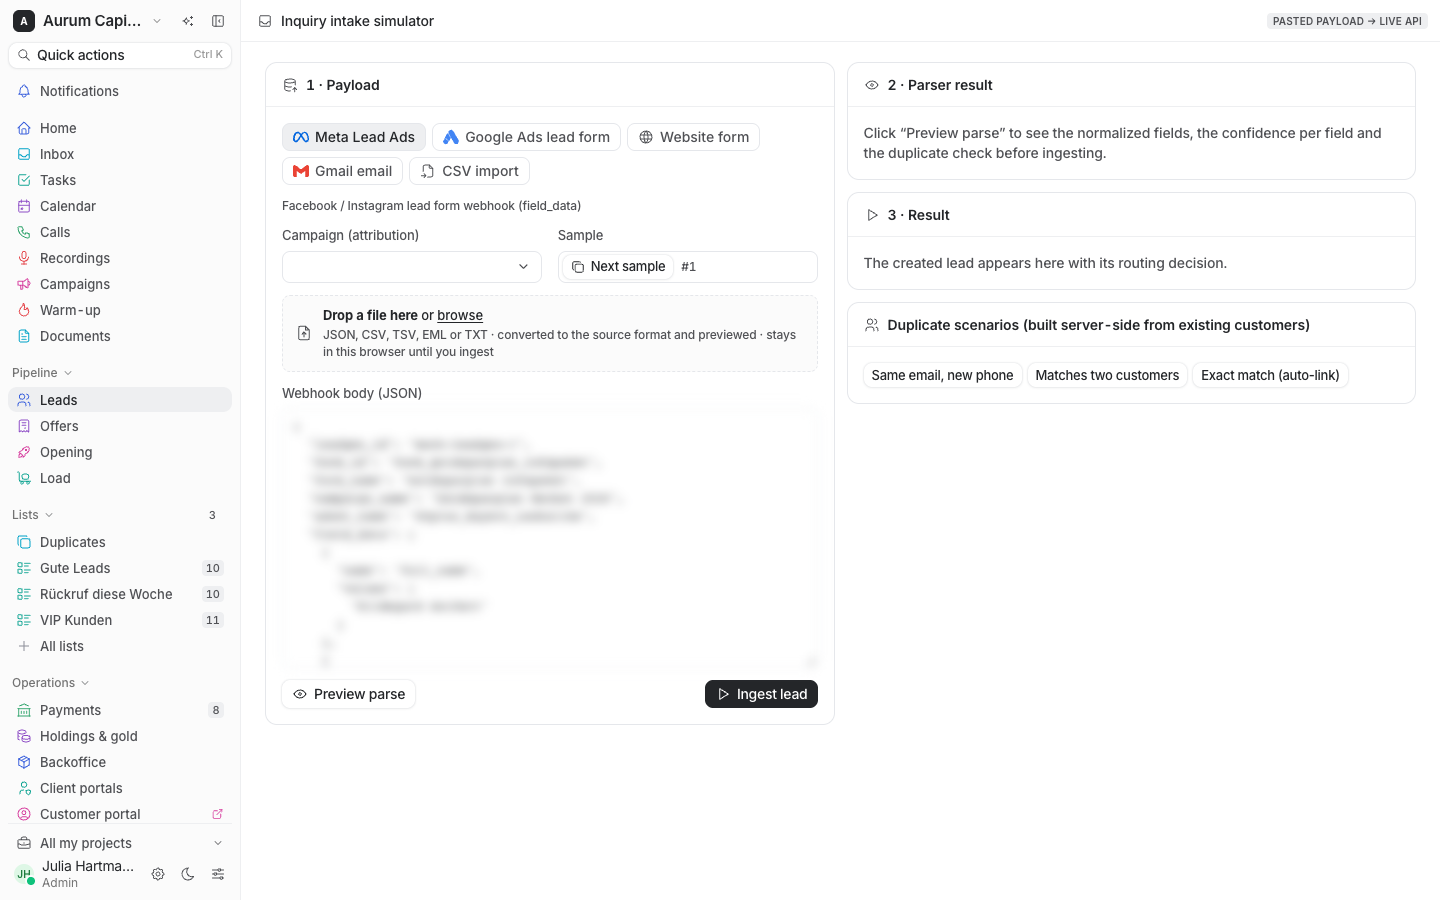 A Aurum Capi...
Quick actions Ctrl K
Notifications
Home
Inbox
Tasks
Calendar
Calls
Recordings
Campaigns
Warm-up
Documents
Pipeline
Leads
Offers
Opening
Load
Lists 3
Duplicates
Gute Leads 10
Rückruf diese Woche 10
VIP Kunden 11
All lists
Operations
Payments 8
Holdings & gold
Backoffice
Client portals
Customer portal
All my projects
JH Julia Hartma...
Admin
Inquiry intake simulator
PASTED PAYLOAD → LIVE API
1 · Payload
Meta Lead Ads Google Ads lead form Website form
Gmail email CSV import
Facebook / Instagram lead form webhook (field_data)
Campaign (attribution) Sample
Next sample #1
Drop a file here or browse
JSON, CSV, TSV, EML or TXT · converted to the source format and previewed · stays
in this browser until you ingest
Webhook body (JSON)
Preview parse Ingest lead
2 · Parser result
Click “Preview parse” to see the normalized fields, the confidence per field and
the duplicate check before ingesting.
3 · Result
The created lead appears here with its routing decision.
Duplicate scenarios (built server-side from existing customers)
Same email, new phone Matches two customers Exact match (auto-link)